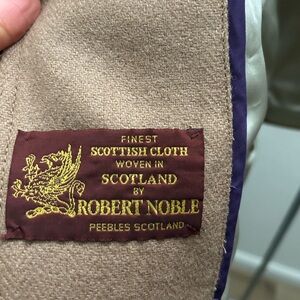 FINEST
SCOTTISH CLOTH
WOVEN IN
SCOTLAND
BY
ROBERT NOBLE
PEEBLES SCOTLAND